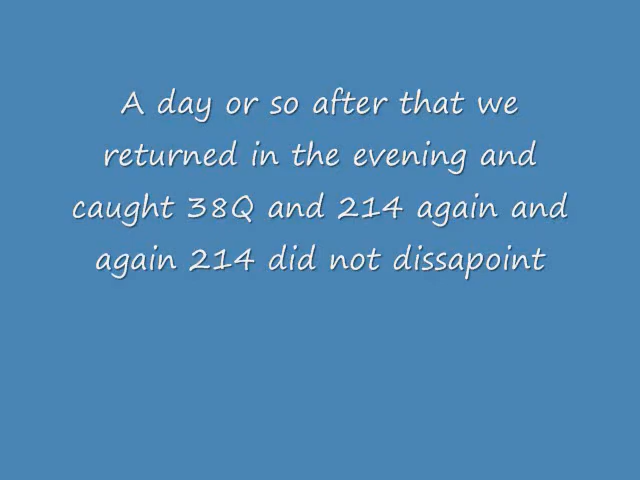 A day or so after that we
returned in the evening and
caught 38Q and 214 again and
again 214 did not dissapoint